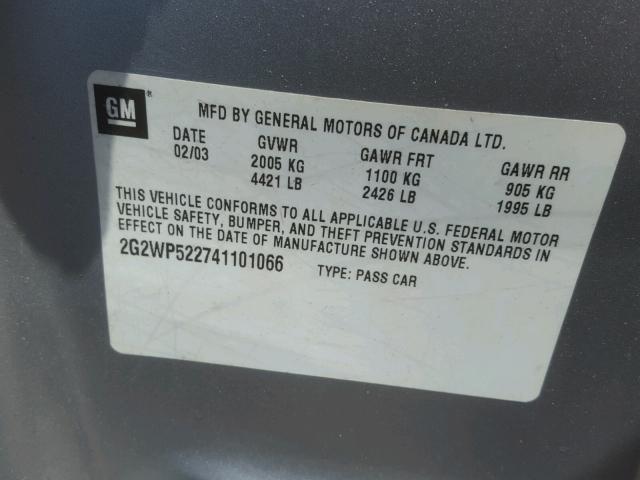 GM ®
MFD BY GENERAL MOTORS OF CANADA LTD.
DATE GVWR GAWR FRT GAWR RR
02/03 2005 KG 1100 KG 905 KG
4421 LB 2426 LB 1995 LB
THIS VEHICLE CONFORMS TO ALL APPLICABLE U.S. FEDERAL MOTOR
VEHICLE SAFETY, BUMPER, AND THEFT PREVENTION STANDARDS IN
EFFECT ON THE DATE OF MANUFACTURE SHOWN ABOVE.
2G2WP522741101066 TYPE: PASS CAR